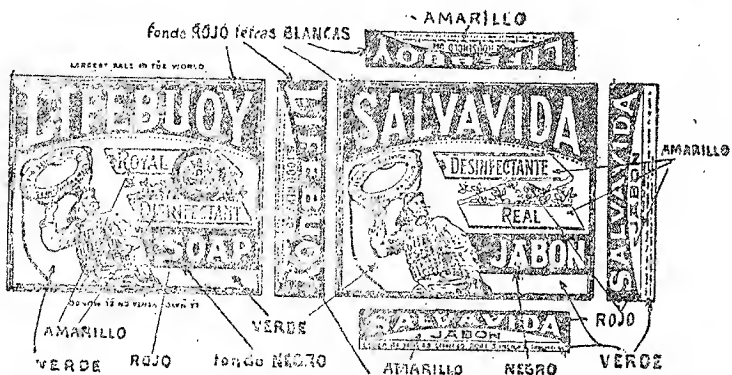 AMARILLO
fondo ROJO letras BLANCAS
LIFEBUOY
LARGEST SALE IN THE WORLD
LIFEBUOY
LIFEBUOY
SALVAVIDA
SALVAVIDA
JABON
AMARILLO
ROYAL
DISINFECTANT
SOAP
DESINFECTANTE
REAL
JABON
VERDE
SALVAVIDA
JABON
ROJO
AMARILLO
VERDE
ROJO
fondo NEGRO
AMARILLO
NEGRO
VERDE